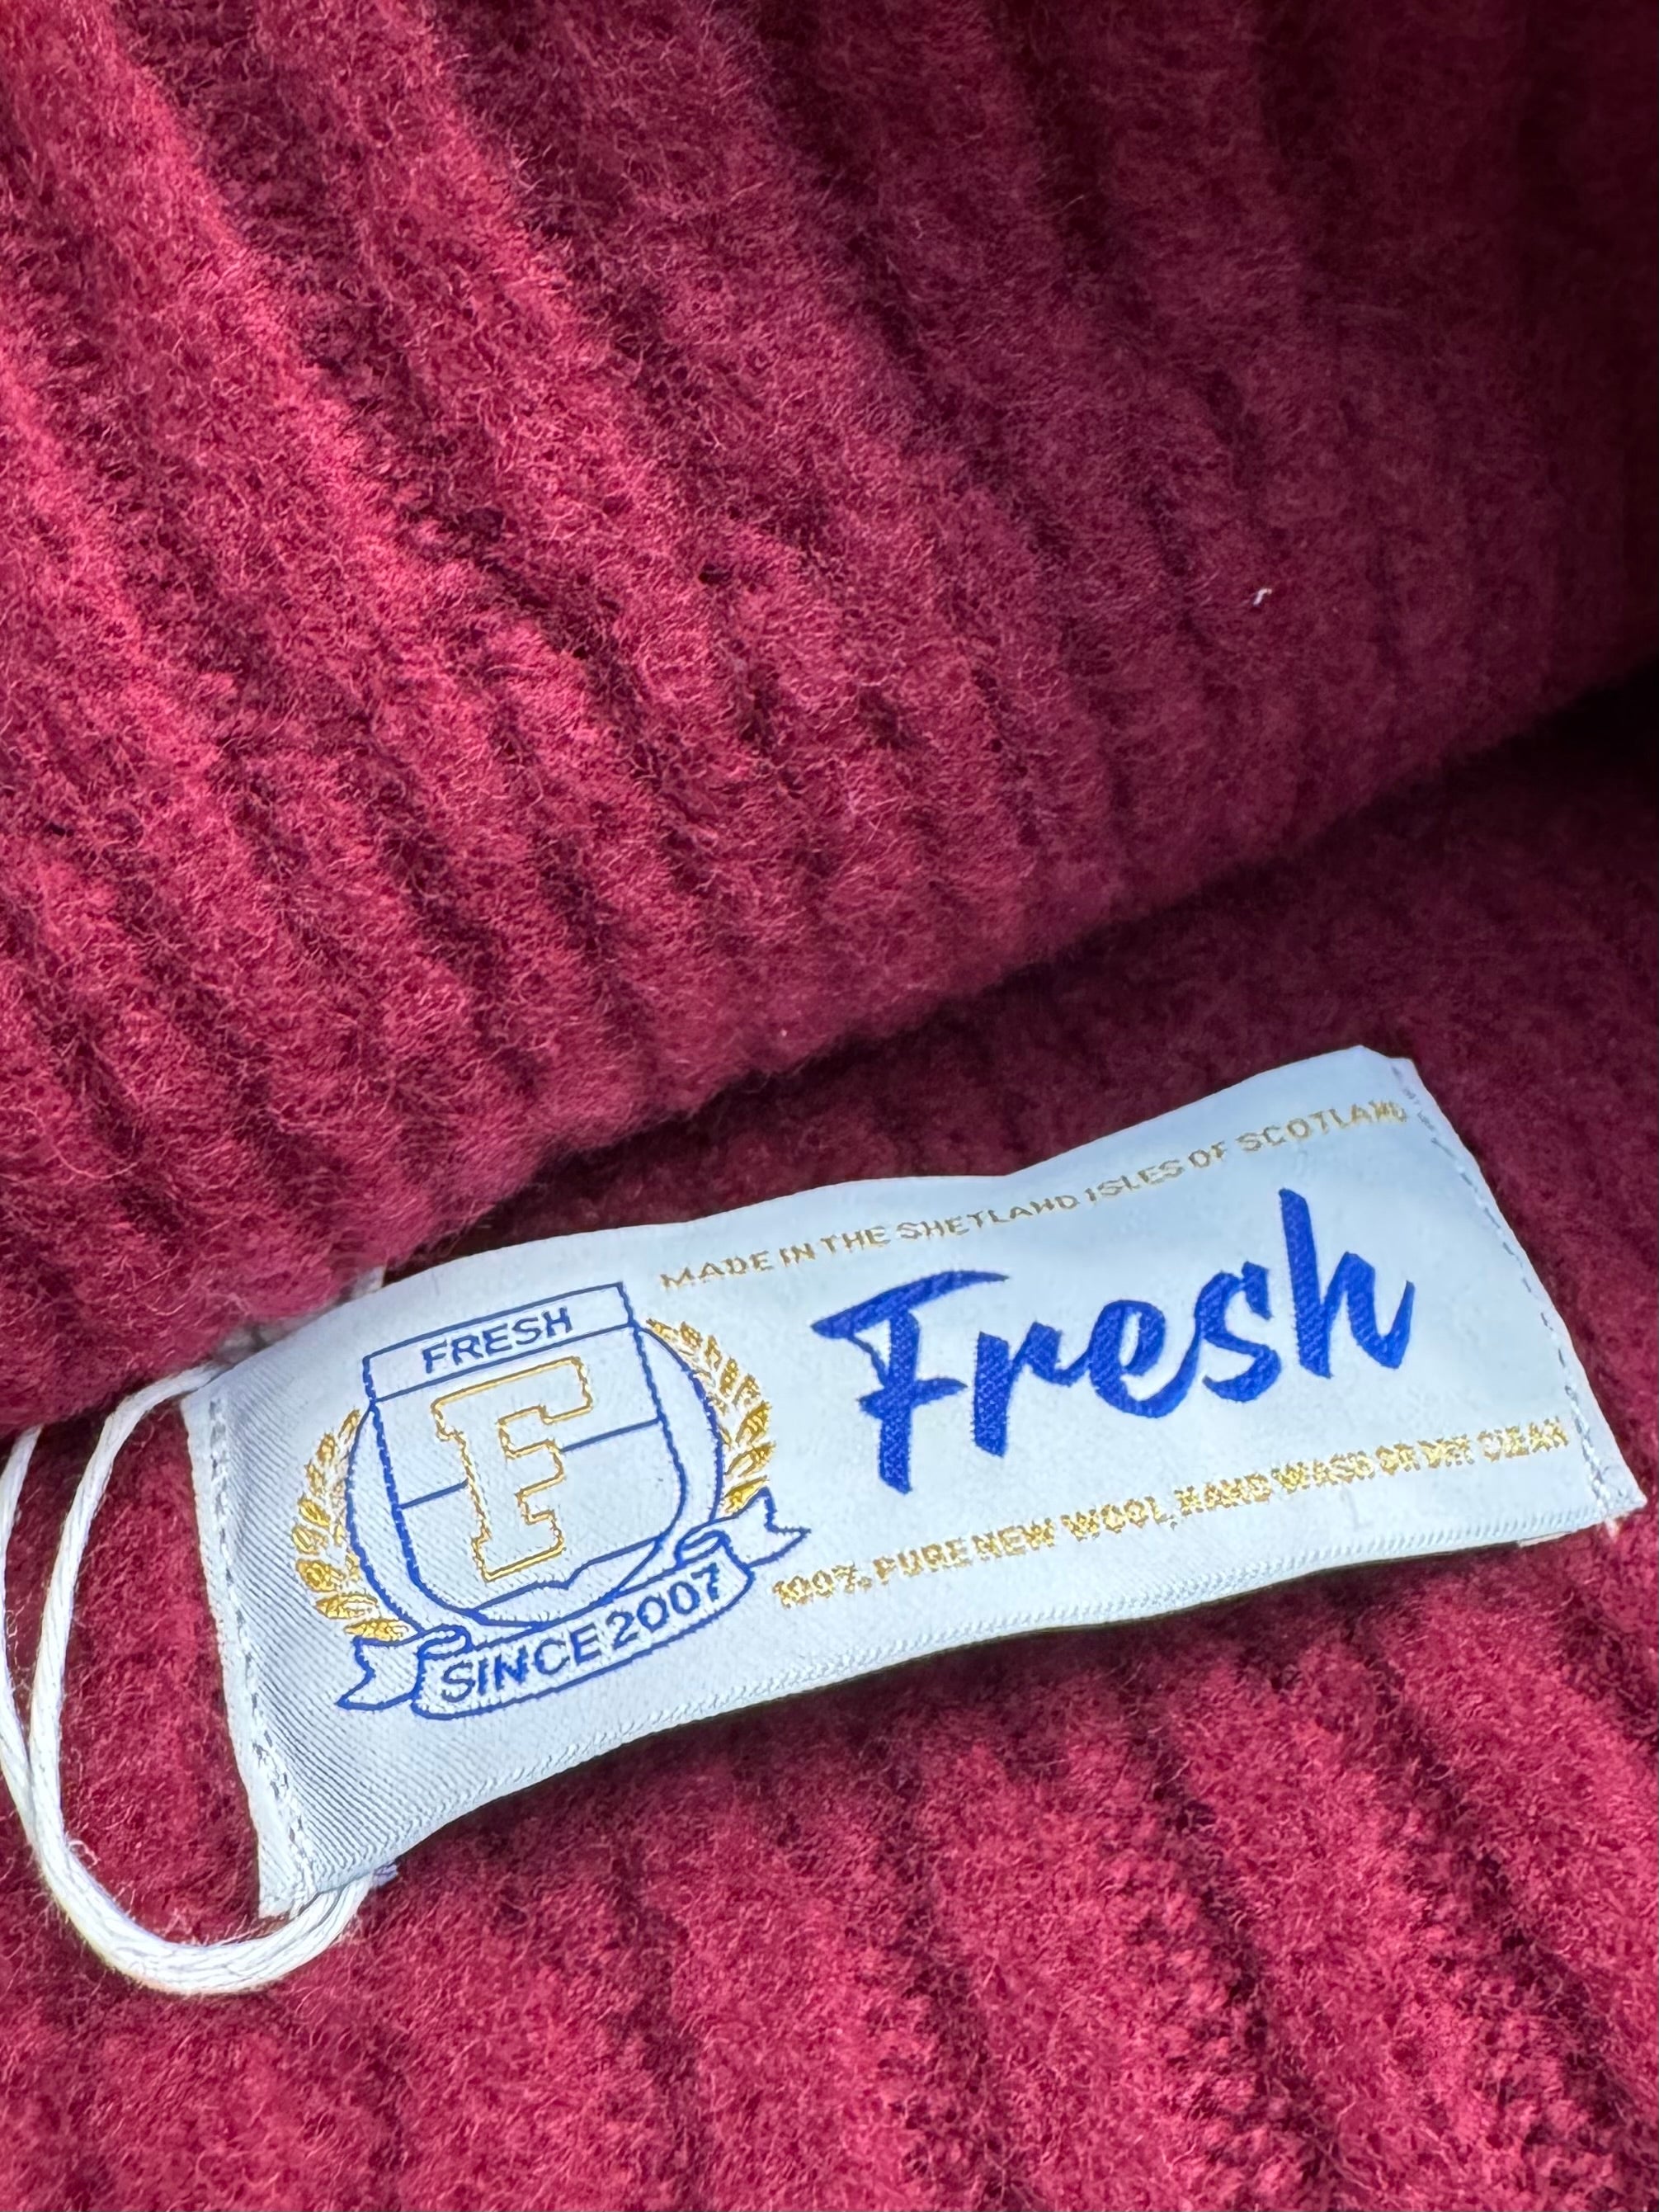 MADE IN THE SHETLAND ISLES OF SCOTLAND
FRESH
F
SINCE 2007
Fresh
100% PURE NEW WOOL, HAND WASH OR DRY CLEAN